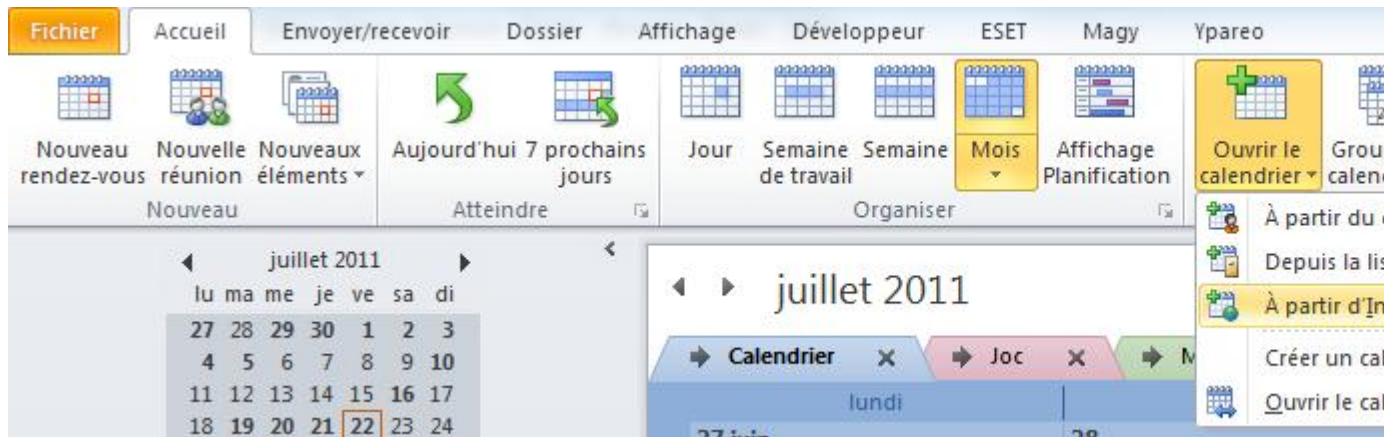 Fichier Accueil Envoyer/recevoir Dossier Affichage Développeur ESET Magy Ypareo
Nouveau rendez-vous
Nouvelle réunion
Nouveaux éléments
Aujourd'hui
7 prochains jours
Jour
Semaine de travail
Semaine
Mois
Affichage Planification
Ouvrir le calendrier
Nouveau Atteindre Organiser
À partir du
Depuis la
À partir
Créer un
Ouvrir le
juillet 2011
lu ma me je ve sa di
27 28 29 30 1 2 3
4 5 6 7 8 9 10
11 12 13 14 15 16 17
18 19 20 21 22 23 24
juillet 2011
Calendrier Joc
lundi
27 juin 28